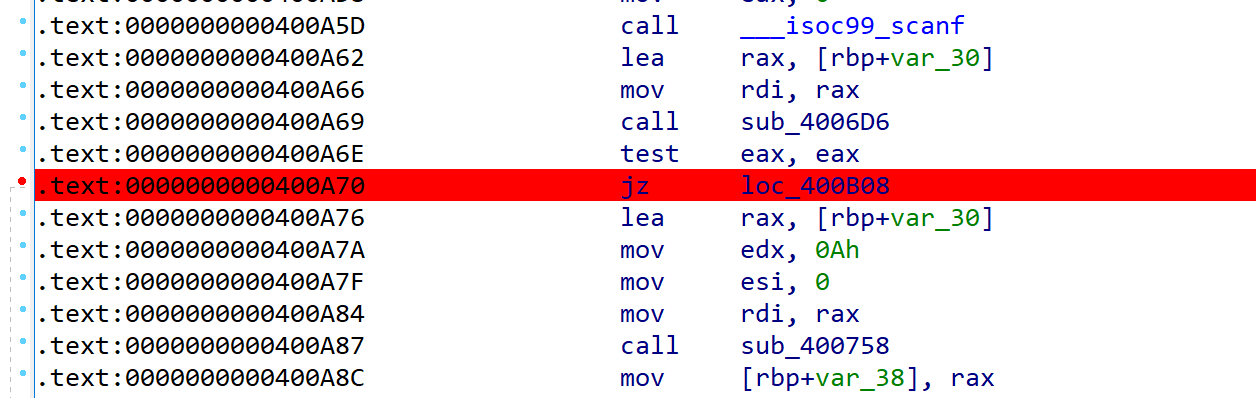 mov
.text:0000000000400A5D call ___isoc99_scanf
.text:0000000000400A62 lea rax, [rbp+var_30]
.text:0000000000400A66 mov rdi, rax
.text:0000000000400A69 call sub_4006D6
.text:0000000000400A6E test eax, eax
.text:0000000000400A70 jz loc_400B08
.text:0000000000400A76 lea rax, [rbp+var_30]
.text:0000000000400A7A mov edx, 0Ah
.text:0000000000400A7F mov esi, 0
.text:0000000000400A84 mov rdi, rax
.text:0000000000400A87 call sub_400758
.text:0000000000400A8C mov [rbp+var_38], rax